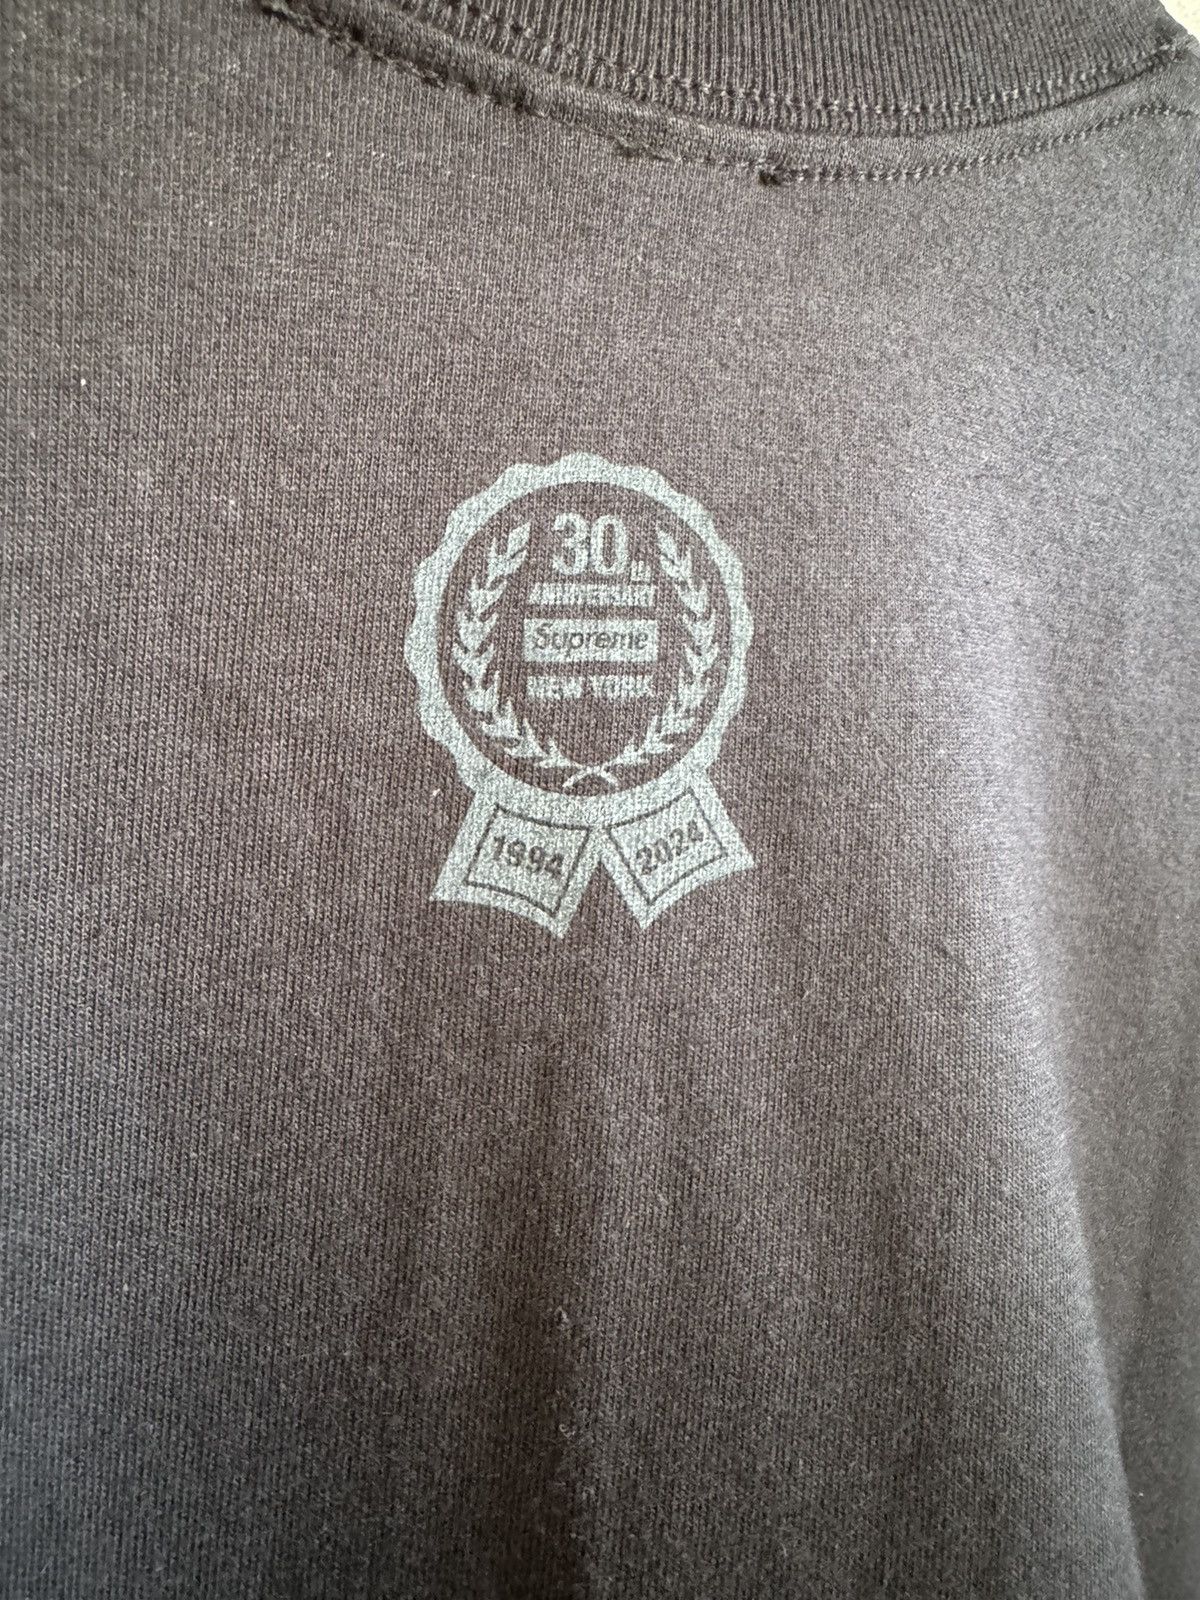 30th
ANNIVERSARY
Supreme
NEW YORK
1994
2024